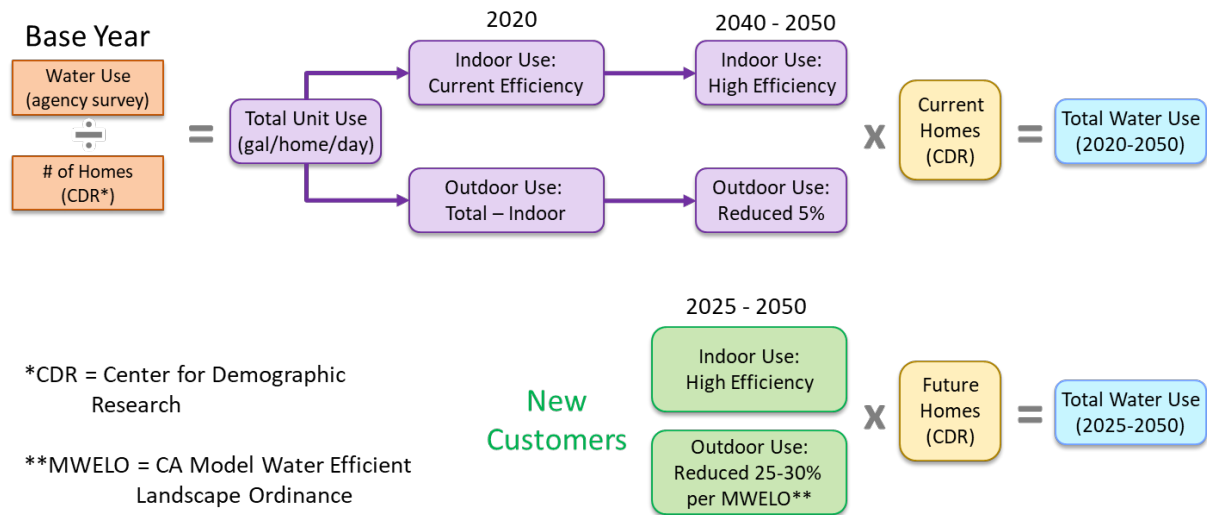 Base Year
Water Use
(agency survey)
÷
# of Homes
(CDR*)
=
Total Unit Use
(gal/home/day)
2020
Indoor Use:
Current Efficiency
Outdoor Use:
Total – Indoor
2040 - 2050
Indoor Use:
High Efficiency
Outdoor Use:
Reduced 5%
x
Current
Homes
(CDR)
=
Total Water Use
(2020-2050)
New
Customers
2025 - 2050
Indoor Use:
High Efficiency
Outdoor Use:
Reduced 25-30%
per MWELO**
x
Future
Homes
(CDR)
=
Total Water Use
(2025-2050)
*CDR = Center for Demographic
Research
**MWELO = CA Model Water Efficient
Landscape Ordinance